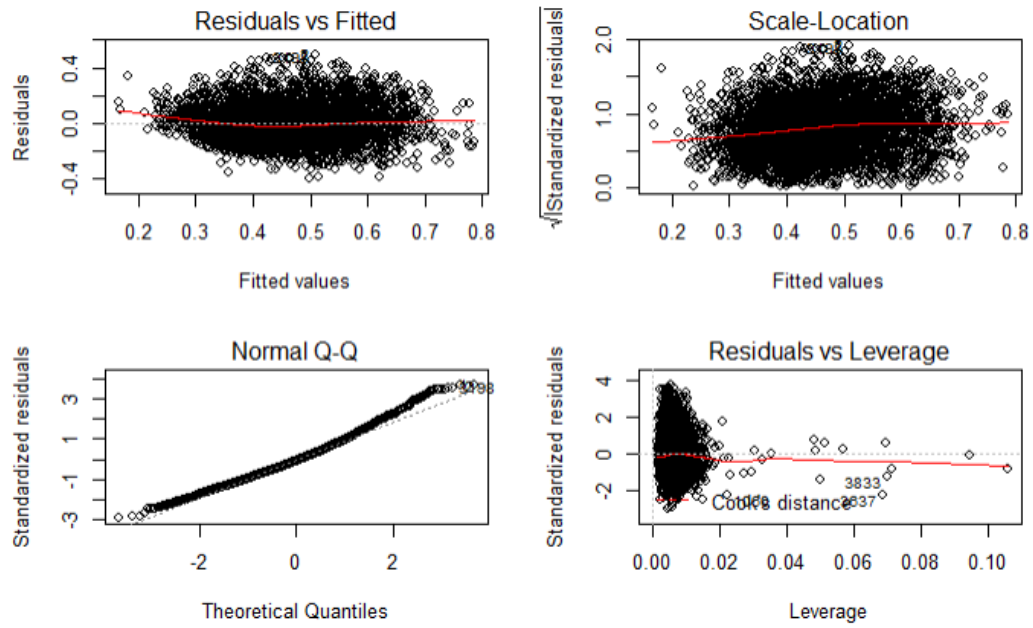 Residuals vs Fitted
Residuals
0.4
0.0
-0.4
0.2 0.3 0.4 0.5 0.6 0.7 0.8
Fitted values
Scale-Location
√|Standardized residuals|
2.0
1.0
0.0
0.2 0.3 0.4 0.5 0.6 0.7 0.8
Fitted values
Normal Q-Q
Standardized residuals
3
1
-1
-3
-2 0 2
Theoretical Quantiles
Residuals vs Leverage
Standardized residuals
4
2
0
-2
3833
Cook's distance
0.00 0.02 0.04 0.06 0.08 0.10
Leverage